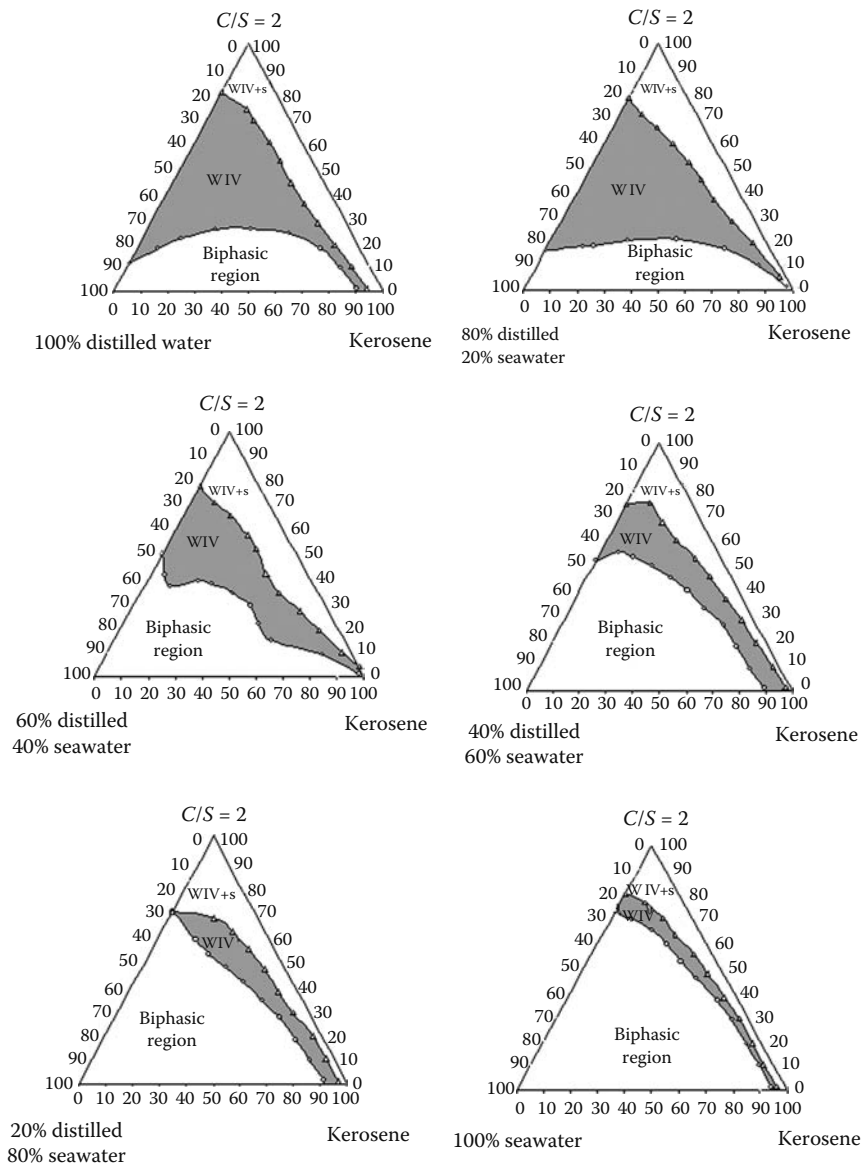 C/S = 2
0 100
10 90
20 WIV+s 80
30 70
40 60
50 WIV 50
60 40
70 30
80 Biphasic 20
90 region 10
100 0
0 10 20 30 40 50 60 70 80 90 100
100% distilled water Kerosene
C/S = 2
0 100
10 90
20 WIV+s 80
30 70
40 60
50 WIV 50
60 40
70 30
80 Biphasic 20
90 region 10
100 0
0 10 20 30 40 50 60 70 80 90 100
80% distilled Kerosene
20% seawater
C/S = 2
0 100
10 90
20 WIV+s 80
30 70
40 WIV 60
50 50
60 40
70 30
80 Biphasic 20
90 region 10
100 0
0 10 20 30 40 50 60 70 80 90 100
60% distilled Kerosene
40% seawater
C/S = 2
0 100
10 90
20 WIV+s 80
30 70
40 WIV 60
50 50
60 40
70 30
80 Biphasic 20
90 region 10
100 0
0 10 20 30 40 50 60 70 80 90 100
40% distilled Kerosene
60% seawater
C/S = 2
0 100
10 90
20 WIV+s 80
30 70
40 WIV 60
50 50
60 40
70 30
80 Biphasic 20
90 region 10
100 0
0 10 20 30 40 50 60 70 80 90 100
20% distilled Kerosene
80% seawater
C/S = 2
0 100
10 90
20 WIV+s 80
30 WIV 70
40 60
50 50
60 40
70 30
80 Biphasic 20
90 region 10
100 0
0 10 20 30 40 50 60 70 80 90 100
100% seawater Kerosene